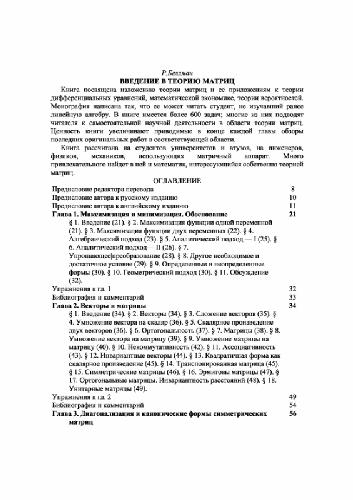 Р.Беллман
ВВЕДЕНИЕ В ТЕОРИЮ МАТРИЦ
Книга посвящена изложению теории матриц и ее приложениям к теории
дифференциальных уравнений, математической экономике, теории вероятностей.
Монография написана так, что ее может читать студент, не изучавший ранее
линейную алгебру. В книге имеется более 600 задач; многие из них подводят
читателя к самостоятельной научной деятельности в области теории матриц.
Ценность книги увеличивают приводимые в конце каждой главы обзоры
последних оригинальных работ в соответствующей области.
Книга рассчитана на студентов университетов и втузов, на инженеров,
физиков, механиков, использующих матричный аппарат. Много
привлекательного найдет в ней и математик, интересующийся собственно теорией
матриц.
ОГЛАВЛЕНИЕ
Предисловие редактора перевода 8
Предисловие автора к русскому изданию 10
Предисловие автора к английскому изданию 11
Глава 1. Максимизация и минимизация. Обоснование 21
§ 1. Введение (21). § 2. Максимизация функции одной переменной
(21). § 3. Максимизация функции двух переменных (22). § 4.
Алгебраический подход (23). § 5. Аналитический подход — I (25). §
6. Аналитический подход — II (26). § 7.
Упрощающее преобразование (28). § 8. Другое необходимое и
достаточное условие (29). § 9. Определенные и неопределенные
формы (30). § 10. Геометрический подход (30). § 11. Обсуждение
(32).
Упражнения к гл. 1 32
Библиография и комментарий 33
Глава 2. Векторы и матрицы 34
§ 1. Введение (34). § 2. Векторы (34). § 3. Сложение векторов (35). §
4. Умножение вектора на скаляр (36). § 5. Скалярное произведение
двух векторов (36). § 6. Ортогональность (37). § 7. Матрицы (38). § 8.
Умножение вектора на матрицу (39). § 9. Умножение матрицы на
матрицу (40). § 10. Некоммутативность (42). § 11. Ассоциативность
(43). § 12. Инвариантные векторы (44). § 13. Квадратичная форма как
скалярное произведение (45). § 14. Транспонированная матрица (45).
§ 15. Симметрические матрицы (46). § 16. Эрмитовы матрицы (47). §
17. Ортогональные матрицы. Инвариантность расстояний (48). § 18.
Унитарные матрицы (49).
Упражнения к гл. 2 49
Библиография и комментарий 54
Глава 3. Диагонализация и канонические формы симметрических 56
матриц